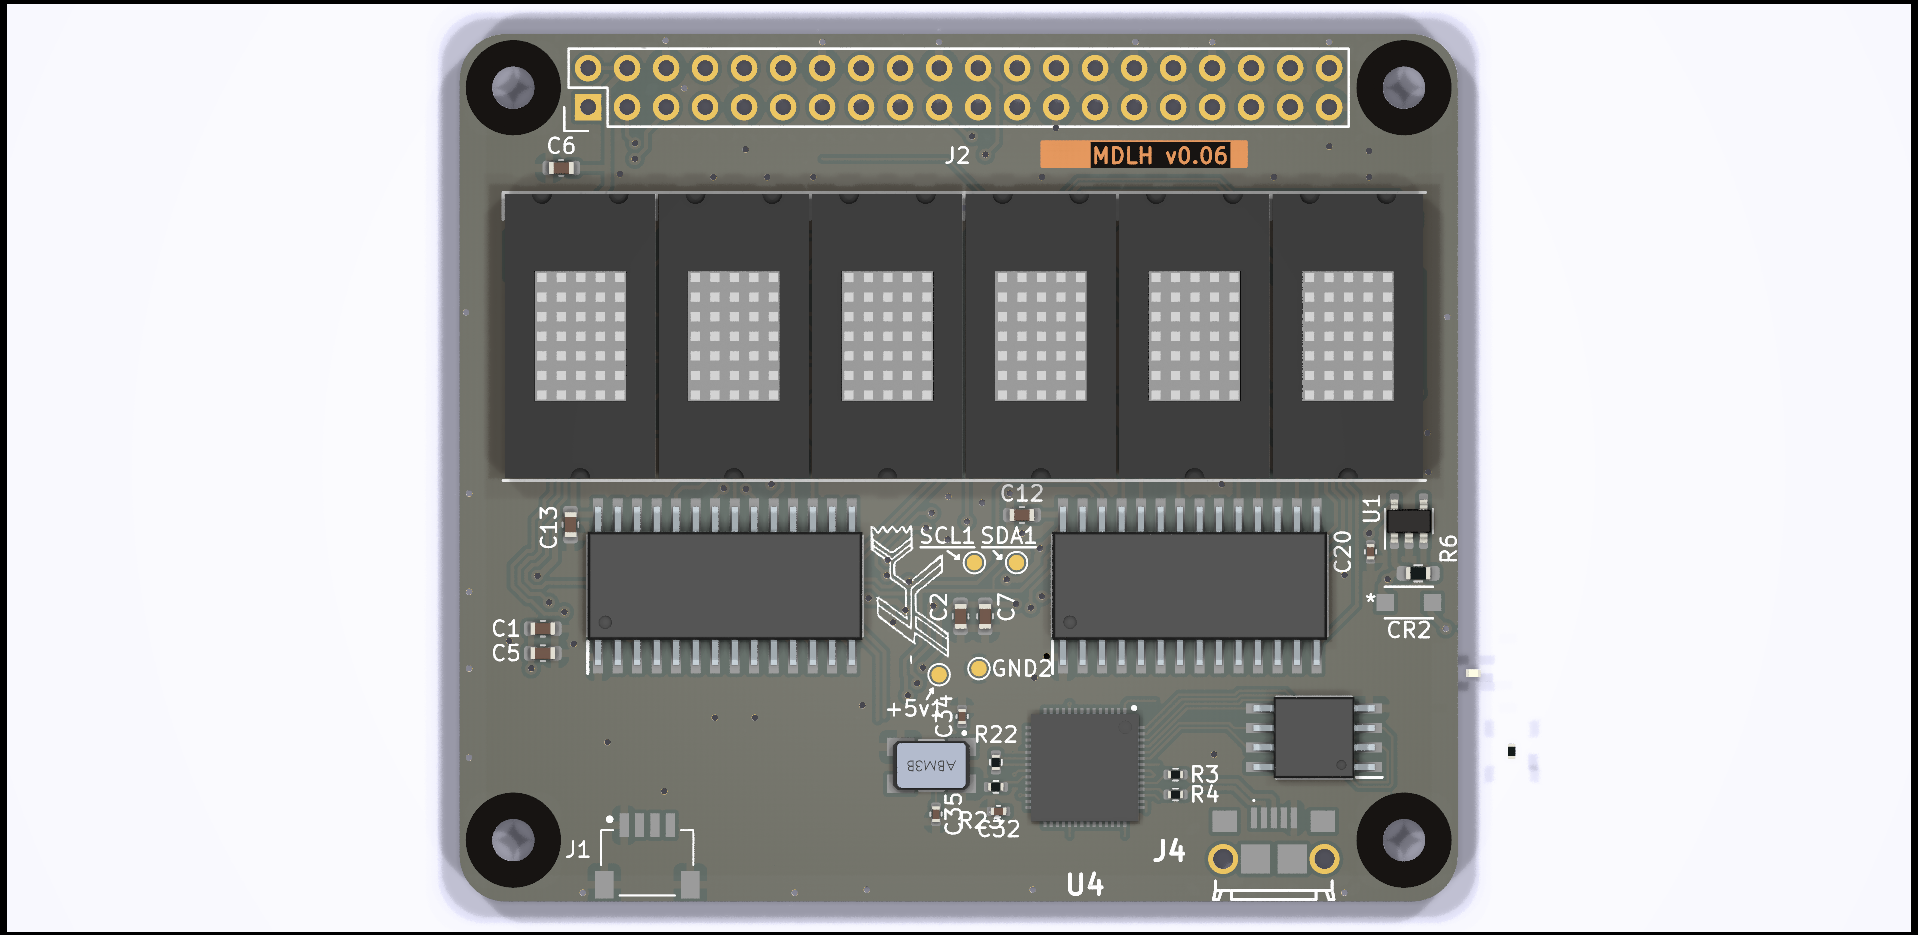 C6
J2
MDLH v0.06
C12
C13
U1
SCL1
SDA1
C20
R6
C2
C7
*
CR2
C1
C5
GND2
+5v1
C34
R22
ABM3B
R3
R4
C35
R23
C32
J1
J4
U4